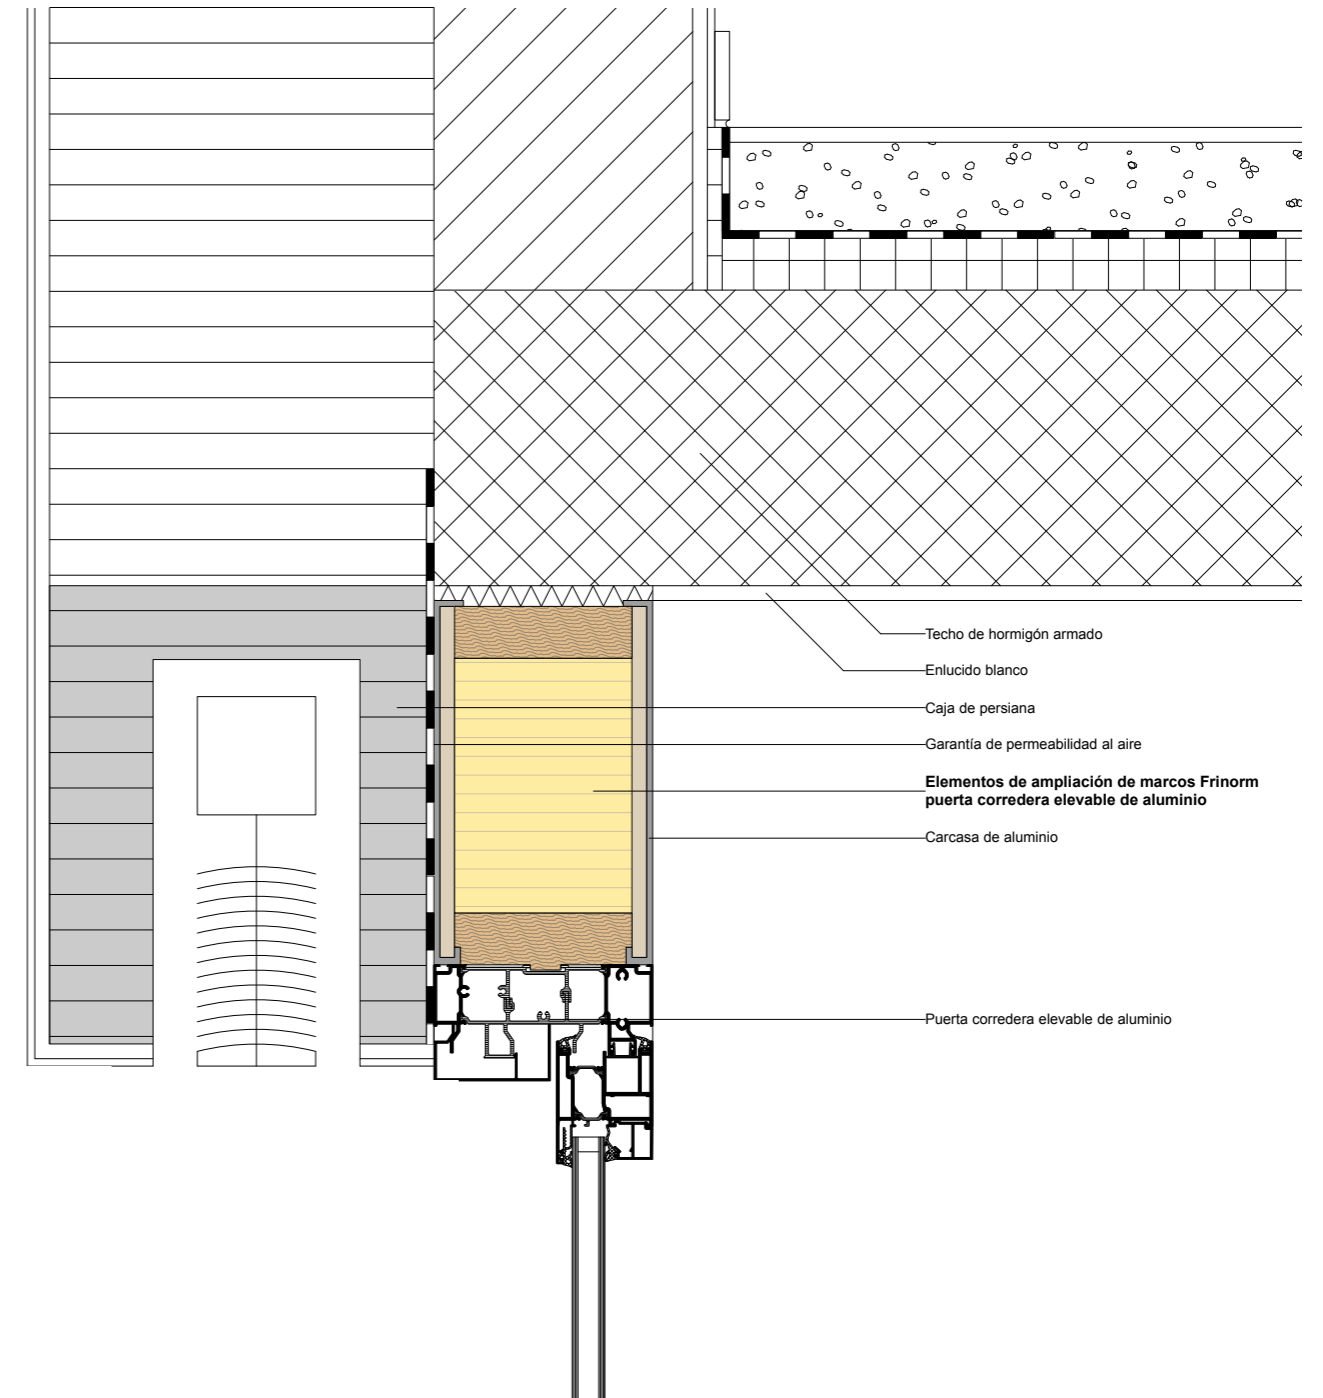 Techo de hormigón armado
Enlucido blanco
Caja de persiana
Garantía de permeabilidad al aire
Elementos de ampliación de marcos Frinorm
puerta corredera elevable de aluminio
Carcasa de aluminio
Puerta corredera elevable de aluminio